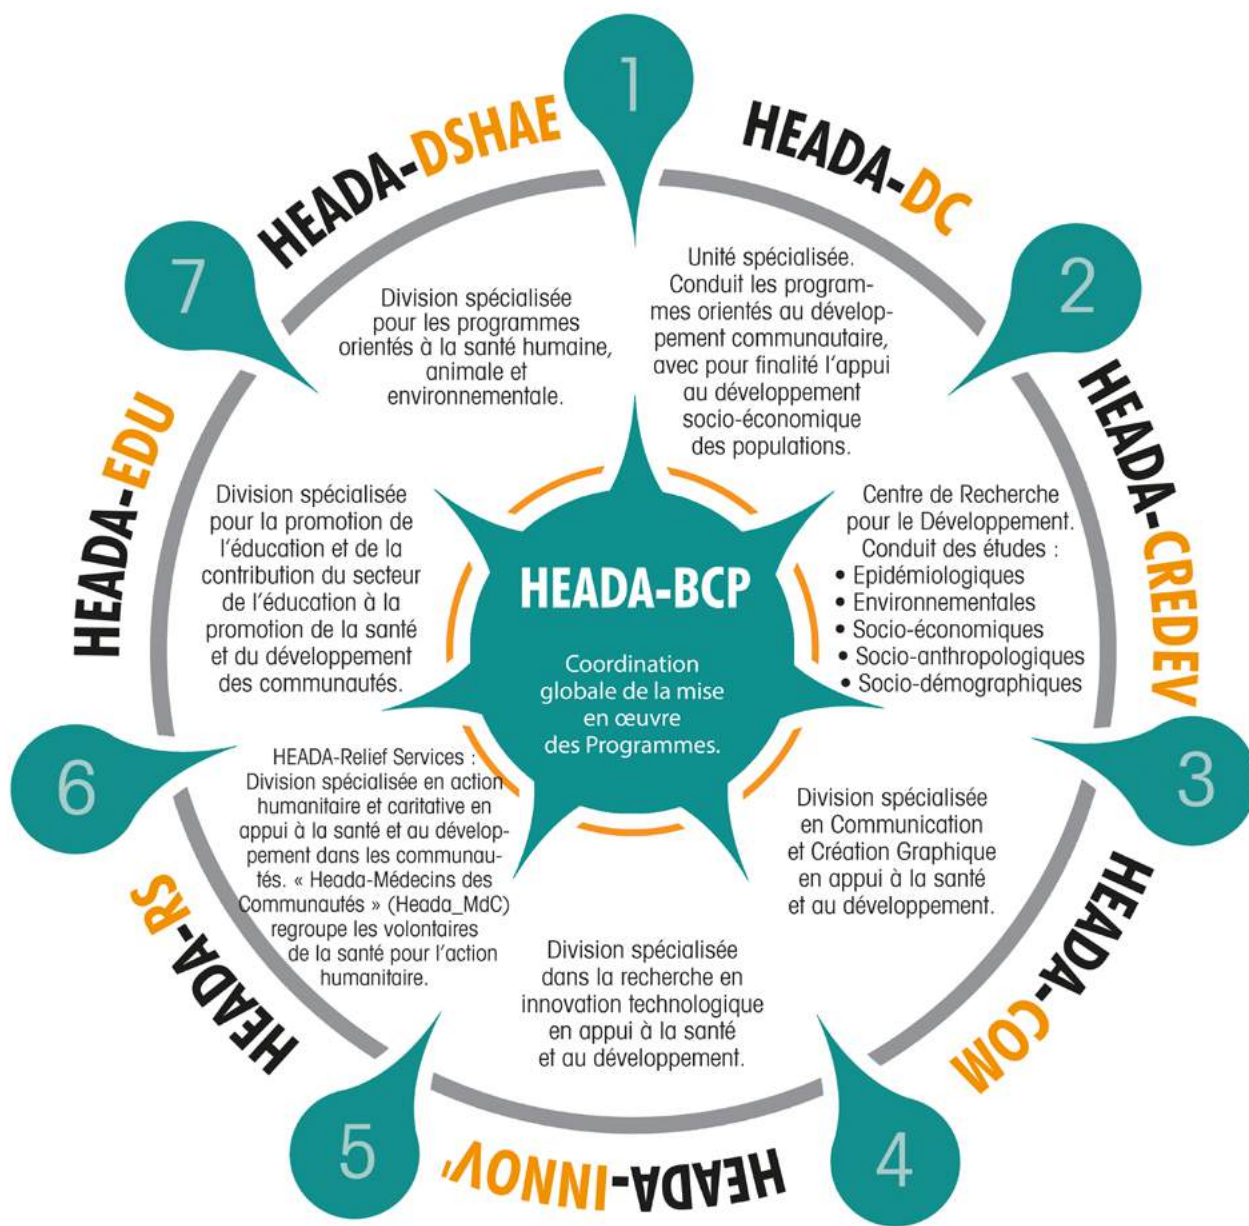 1
HEADA-DC
Unité spécialisée.
Conduit les program-
mes orientés au dévelop-
pement communautaire,
avec pour finalité l'appui
au développement
socio-économique
des populations.
2
HEADA-CREDEV
Centre de Recherche
pour le Développement.
Conduit des études :
• Epidémiologiques
• Environnementales
• Socio-économiques
• Socio-anthropologiques
• Socio-démographiques
3
HEADA-COM
Division spécialisée
en Communication
et Création Graphique
en appui à la santé
et au développement.
4
HEADA-INNOV'
Division spécialisée
dans la recherche en
innovation technologique
en appui à la santé
et au développement.
5
HEADA-RS
HEADA-Relief Services :
Division spécialisée en action
humanitaire et caritative en
appui à la santé et au dévelop-
pement dans les communau-
tés. « Heada-Médecins des
Communautés » (Heada_MdC)
regroupe les volontaires
de la santé pour l'action
humanitaire.
6
HEADA-EDU
Division spécialisée
pour la promotion de
l'éducation et de la
contribution du secteur
de l'éducation à la
promotion de la santé
et du développement
des communautés.
7
HEADA-DSHAE
Division spécialisée
pour les programmes
orientés à la santé humaine,
animale et
environnementale.
HEADA-BCP
Coordination
globale de la mise
en œuvre
des Programmes.